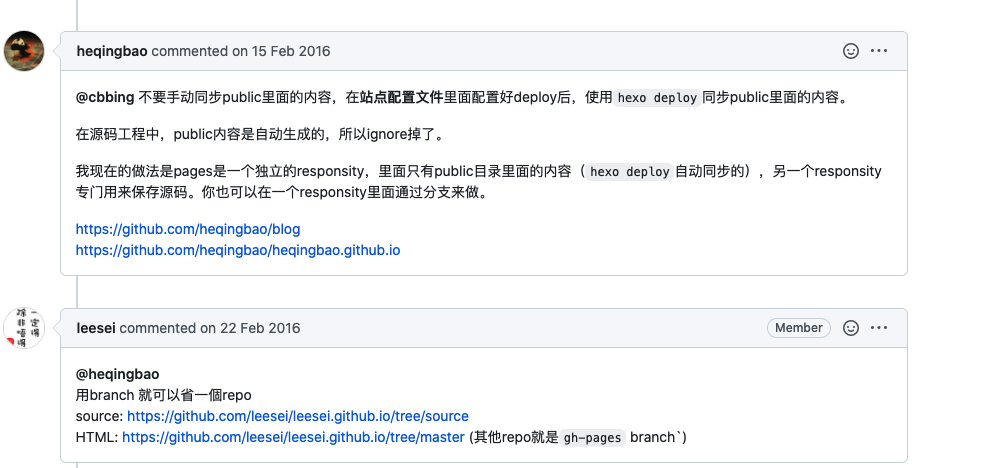 heqingbao commented on 15 Feb 2016
@cbbing 不要手动同步public里面的内容，在站点配置文件里面配置好deploy后，使用 hexo deploy 同步public里面的内容。
在源码工程中，public内容是自动生成的，所以ignore掉了。
我现在的做法是pages是一个独立的responsity，里面只有public目录里面的内容（ hexo deploy 自动同步的），另一个responsity
专门用来保存源码。你也可以在一个responsity里面通过分支来做。
https://github.com/heqingbao/blog
https://github.com/heqingbao/heqingbao.github.io
一定得
除非唔得
leesei commented on 22 Feb 2016
Member
@heqingbao
用branch 就可以省一個repo
source: https://github.com/leesei/leesei.github.io/tree/source
HTML: https://github.com/leesei/leesei.github.io/tree/master (其他repo就是 gh-pages branch`)